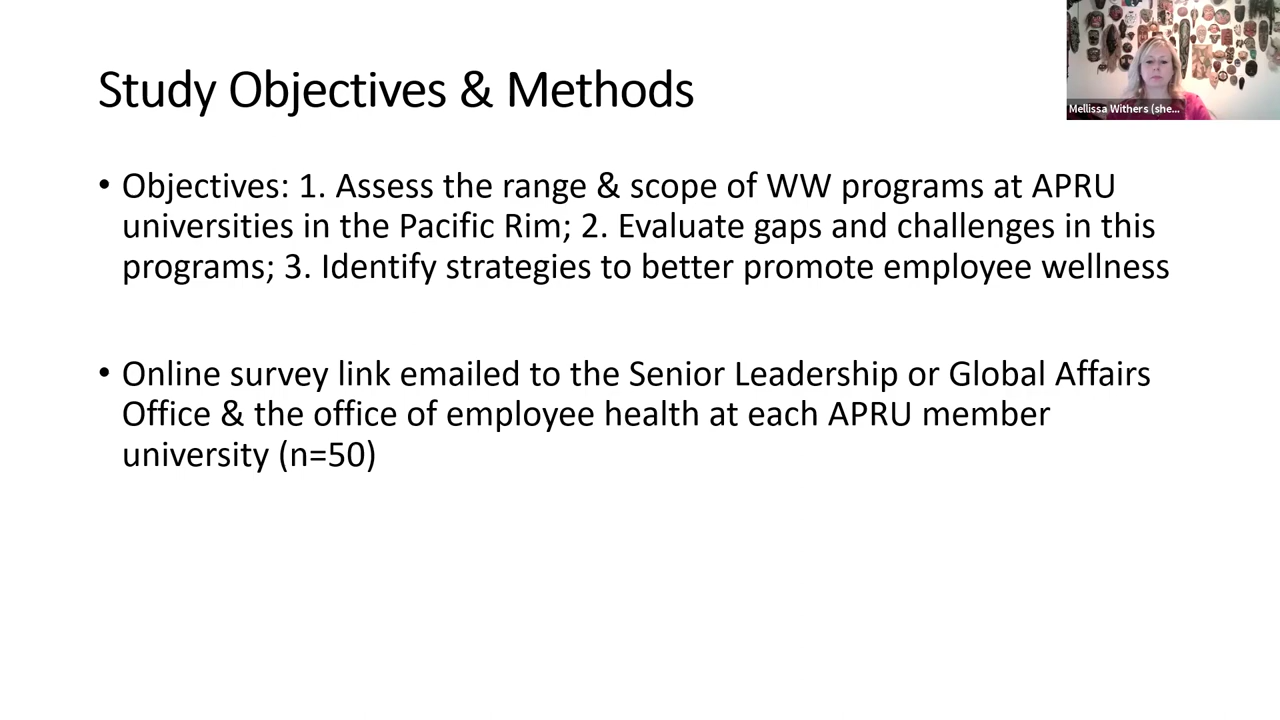 Study Objectives & Methods
Mellissa Withers (she...
• Objectives: 1. Assess the range & scope of WW programs at APRU
universities in the Pacific Rim; 2. Evaluate gaps and challenges in this
programs; 3. Identify strategies to better promote employee wellness
• Online survey link emailed to the Senior Leadership or Global Affairs
Office & the office of employee health at each APRU member
university (n=50)